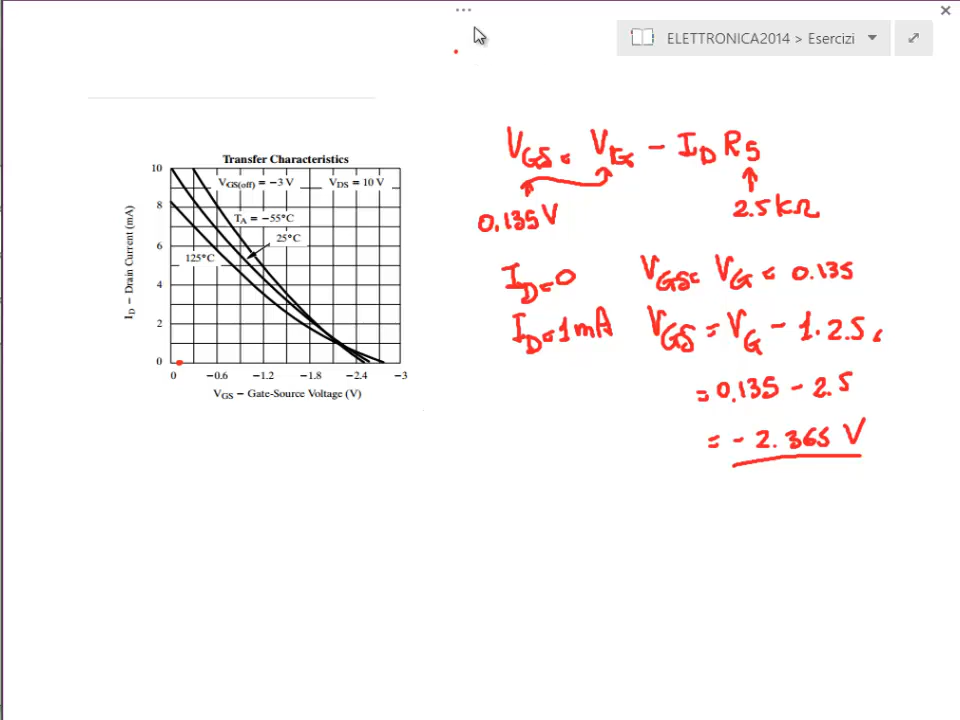 ELETTRONICA2014 > Esercizi
Transfer Characteristics
VGS(off) = −3 V
VDS = 10 V
TA = −55°C
25°C
125°C
10
8
6
4
2
0
ID – Drain Current (mA)
0 −0.6 −1.2 −1.8 −2.4 −3
VGS – Gate-Source Voltage (V)
VGS = VG − ID RS
0.135 V
2.5 kΩ
ID=0 VGS= VG = 0.135
ID=1mA VGS = VG − 1.2.5 =
= 0.135 − 2.5
= − 2.365 V